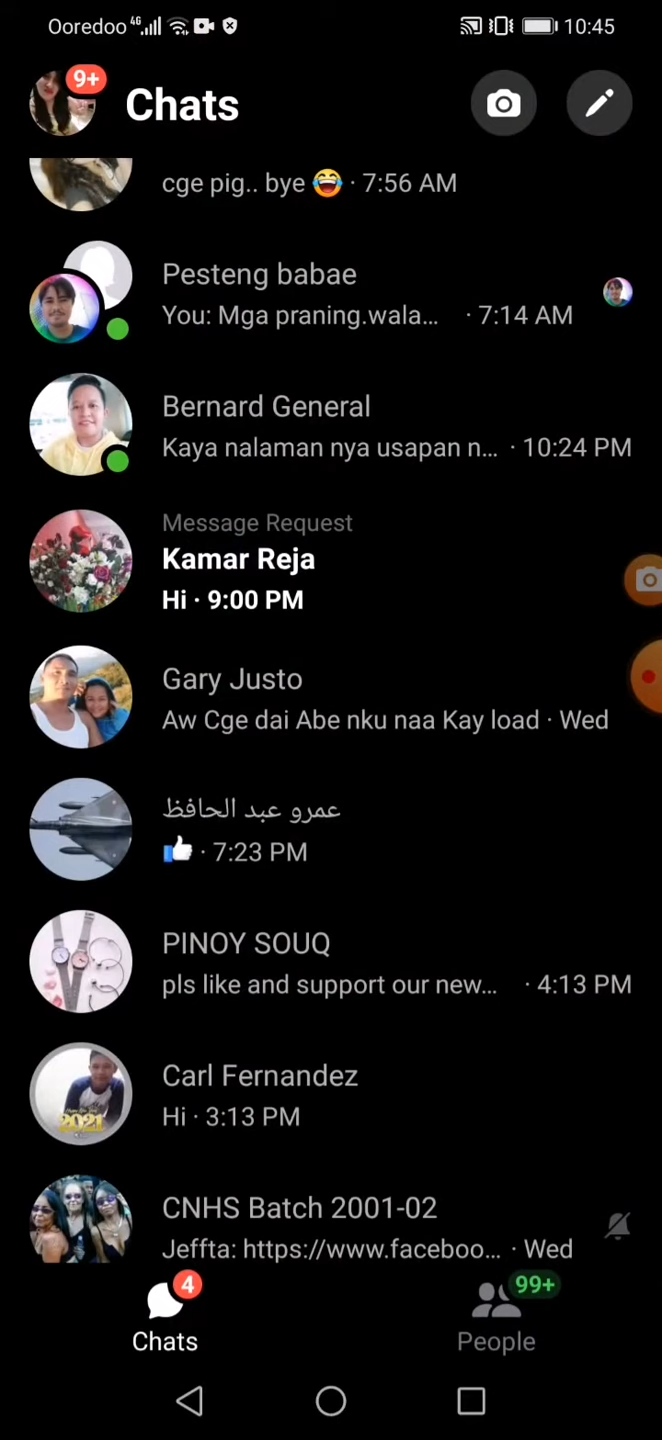 Ooredoo 4G 10:45
9+ Chats
cge pig.. bye 😂 · 7:56 AM
Pesteng babae
You: Mga praning.wala... · 7:14 AM
Bernard General
Kaya nalaman nya usapan n... · 10:24 PM
Message Request
Kamar Reja
Hi · 9:00 PM
Gary Justo
Aw Cge dai Abe nku naa Kay load · Wed
عمرو عبد الحافظ
👍 · 7:23 PM
PINOY SOUQ
pls like and support our new... · 4:13 PM
Carl Fernandez
Hi · 3:13 PM
2021
CNHS Batch 2001-02
Jeffta: https://www.faceboo... · Wed
4 99+
Chats People